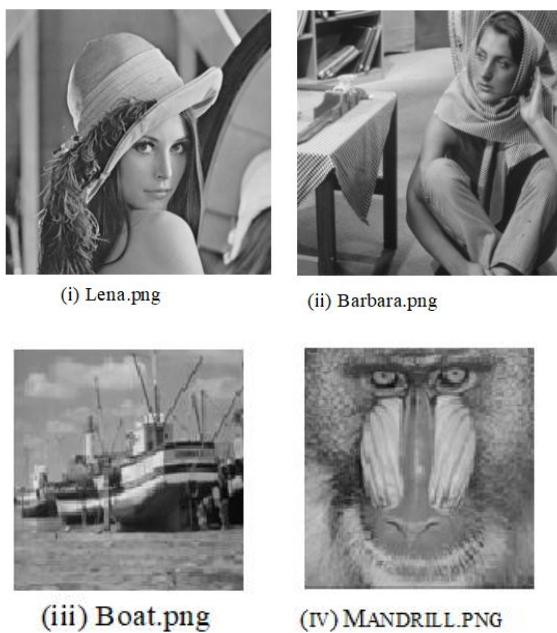 (i) Lena.png
(ii) Barbara.png
(iii) Boat.png
(iv) MANDRILL.PNG